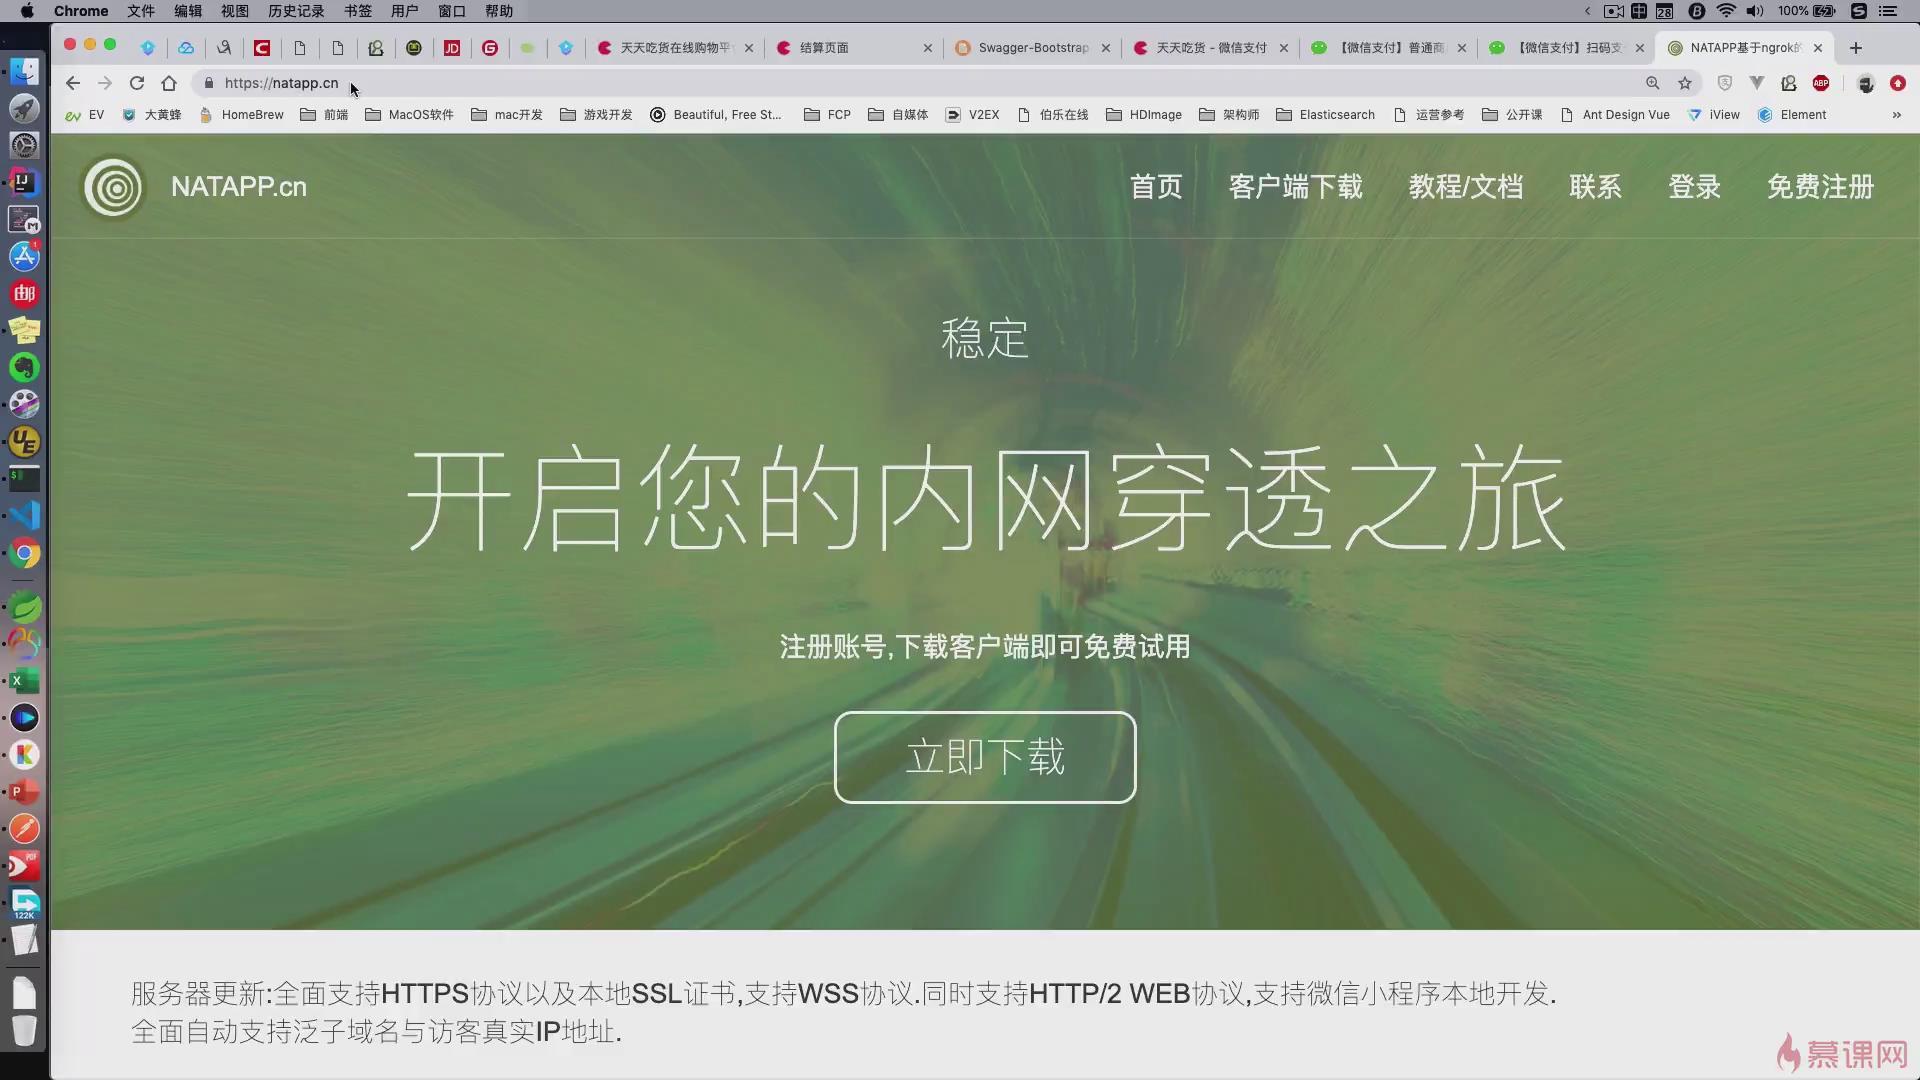 Chrome 文件 编辑 视图 历史记录 书签 用户 窗口 帮助 100%
天天吃货在线购物平 结算页面 Swagger-Bootstrap 天天吃货 - 微信支付 【微信支付】普通商 【微信支付】扫码支 NATAPP基于ngrok的
https://natapp.cn
EV 大黄蜂 HomeBrew 前端 MacOS软件 mac开发 游戏开发 Beautiful, Free St... FCP 自媒体 V2EX 伯乐在线 HDImage 架构师 Elasticsearch 运营参考 公开课 Ant Design Vue iView Element »
NATAPP.cn 首页 客户端下载 教程/文档 联系 登录 免费注册
稳定
开启您的内网穿透之旅
注册账号,下载客户端即可免费试用
立即下载
服务器更新:全面支持HTTPS协议以及本地SSL证书,支持WSS协议.同时支持HTTP/2 WEB协议,支持微信小程序本地开发.
全面自动支持泛子域名与访客真实IP地址.
慕课网